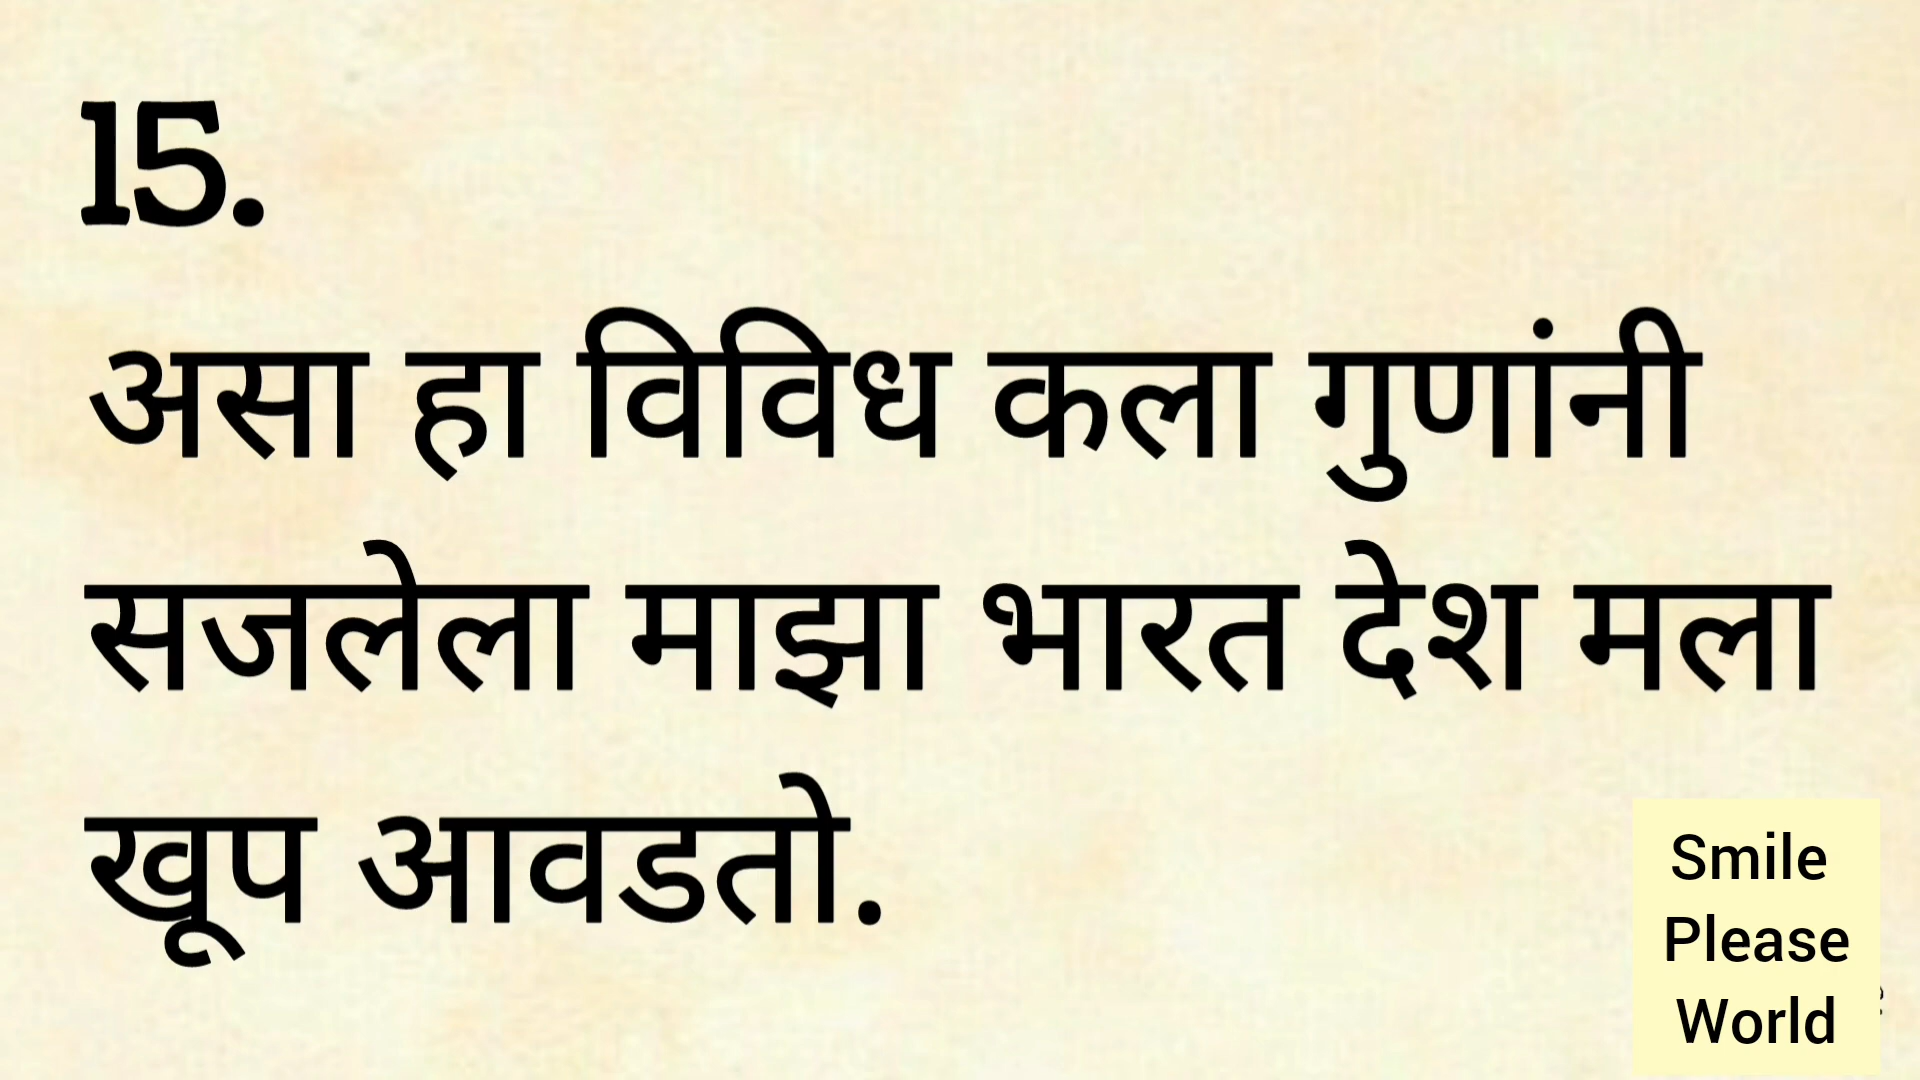 15.
असा हा विविध कला गुणांनी
सजलेला माझा भारत देश मला
खूप आवडतो.
Smile
Please
World